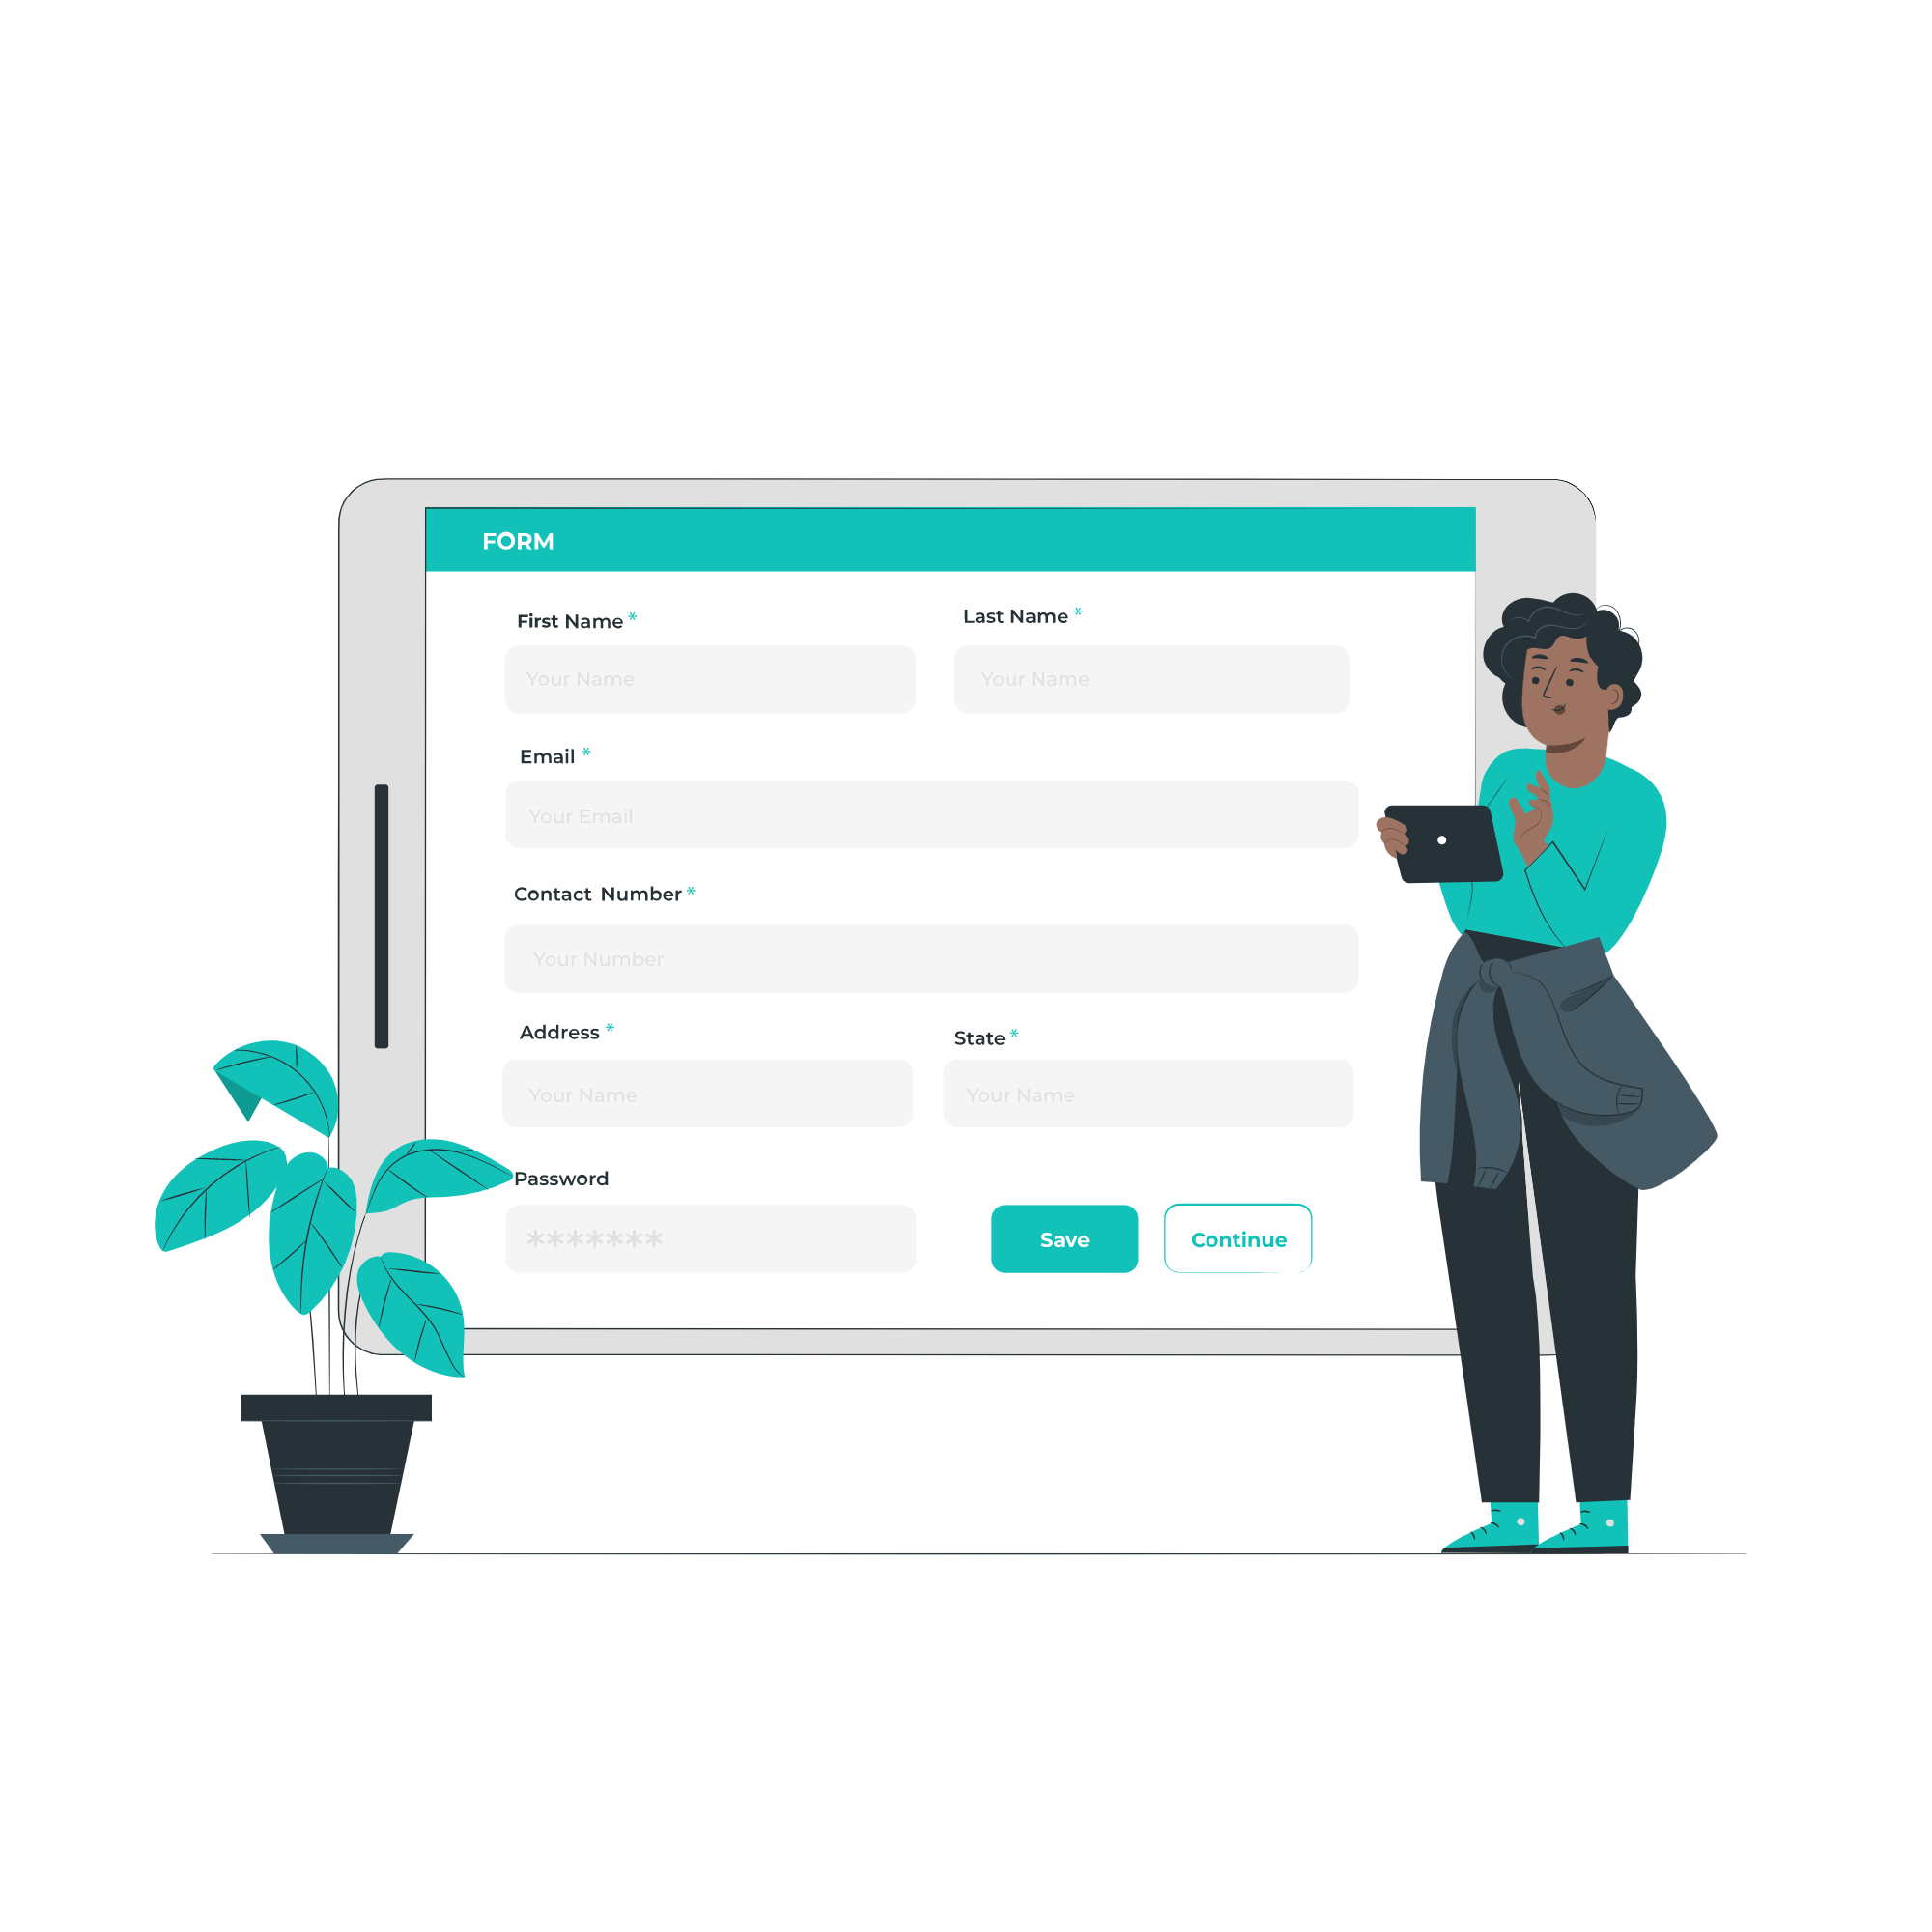 FORM
First Name *
Last Name *
Your Name
Your Name
Email *
Your Email
Contact Number *
Your Number
Address *
State *
Your Name
Your Name
Password
*******
Save
Continue